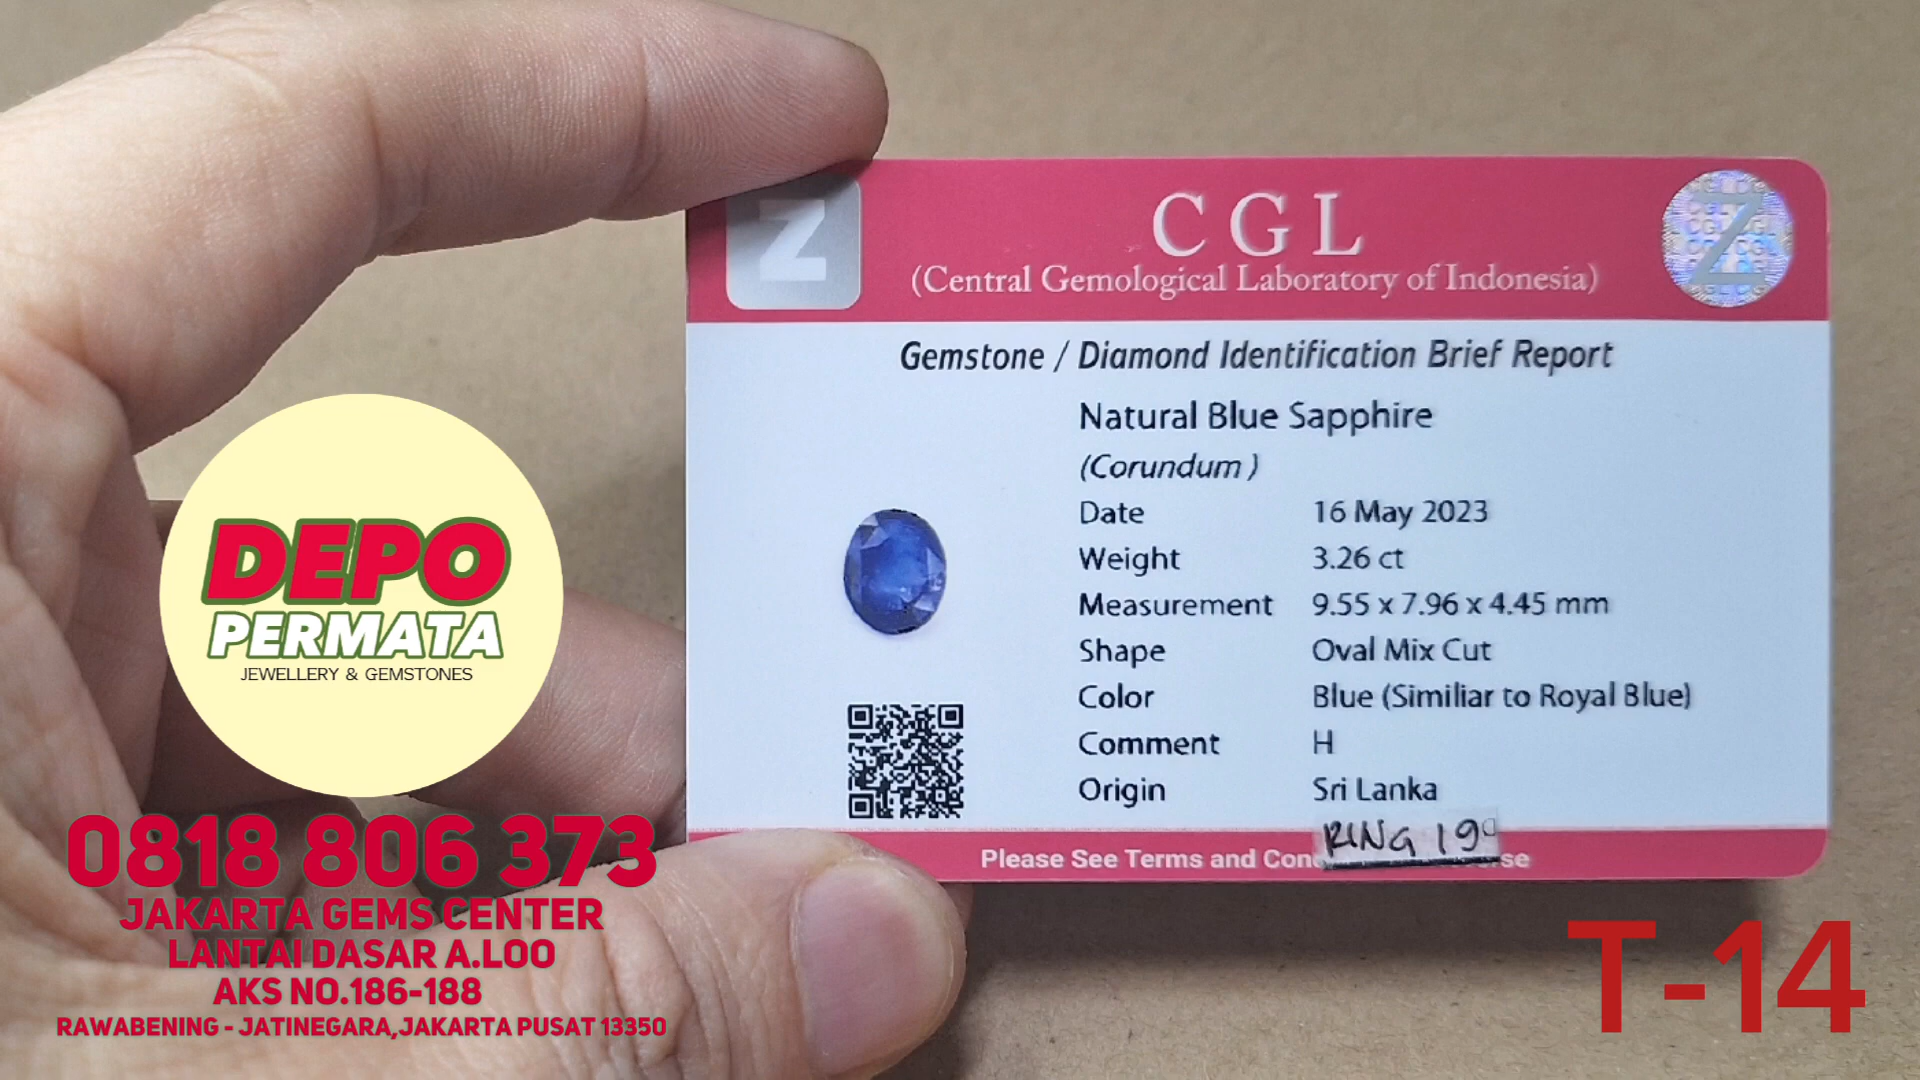 Z
CGL
(Central Gemological Laboratory of Indonesia)
Z
Gemstone / Diamond Identification Brief Report
Natural Blue Sapphire
(Corundum )
Date 16 May 2023
Weight 3.26 ct
Measurement 9.55 x 7.96 x 4.45 mm
Shape Oval Mix Cut
Color Blue (Similiar to Royal Blue)
Comment H
Origin Sri Lanka
RING 19
Please See Terms and
DEPO
PERMATA
JEWELLERY & GEMSTONES
0818 806 373
JAKARTA GEMS CENTER
LANTAI DASAR A.LOO
AKS NO.186-188
RAWABENING - JATINEGARA,JAKARTA PUSAT 13350
T-14